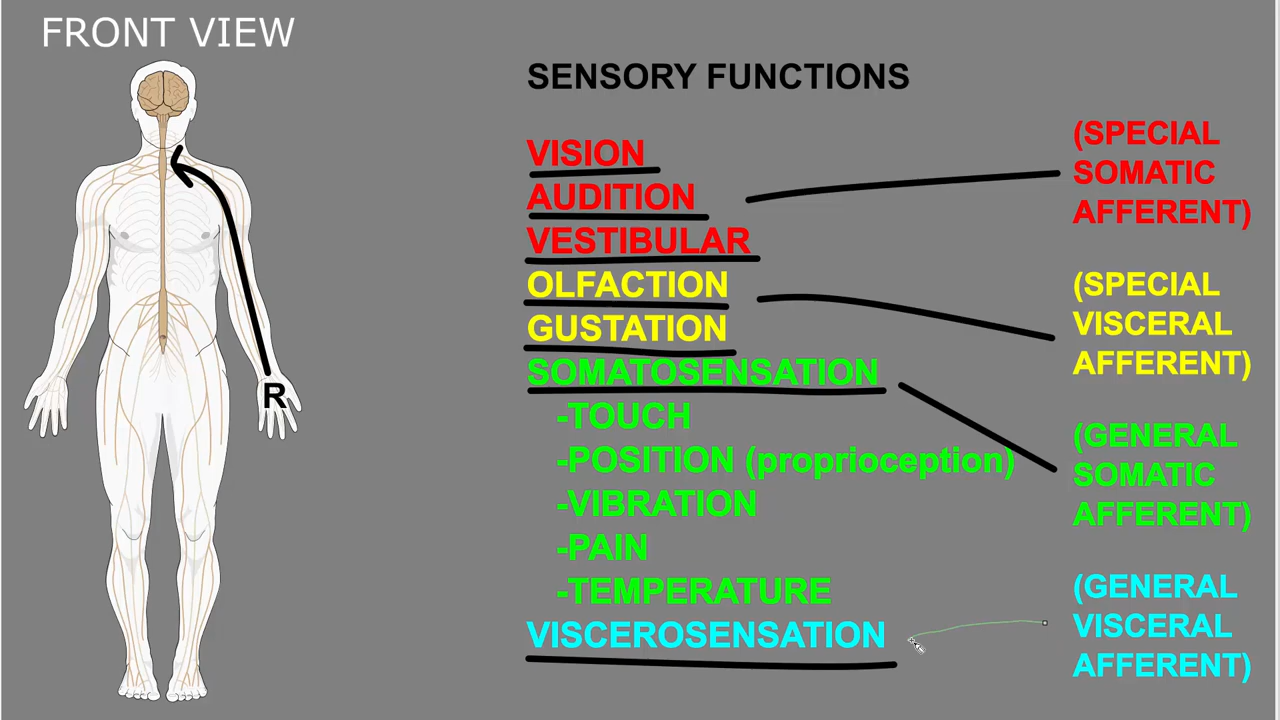 FRONT VIEW
R
SENSORY FUNCTIONS
VISION
AUDITION
VESTIBULAR
OLFACTION
GUSTATION
SOMATOSENSATION
-TOUCH
-POSITION (proprioception)
-VIBRATION
-PAIN
-TEMPERATURE
VISCEROSENSATION
(SPECIAL
SOMATIC
AFFERENT)
(SPECIAL
VISCERAL
AFFERENT)
(GENERAL
SOMATIC
AFFERENT)
(GENERAL
VISCERAL
AFFERENT)